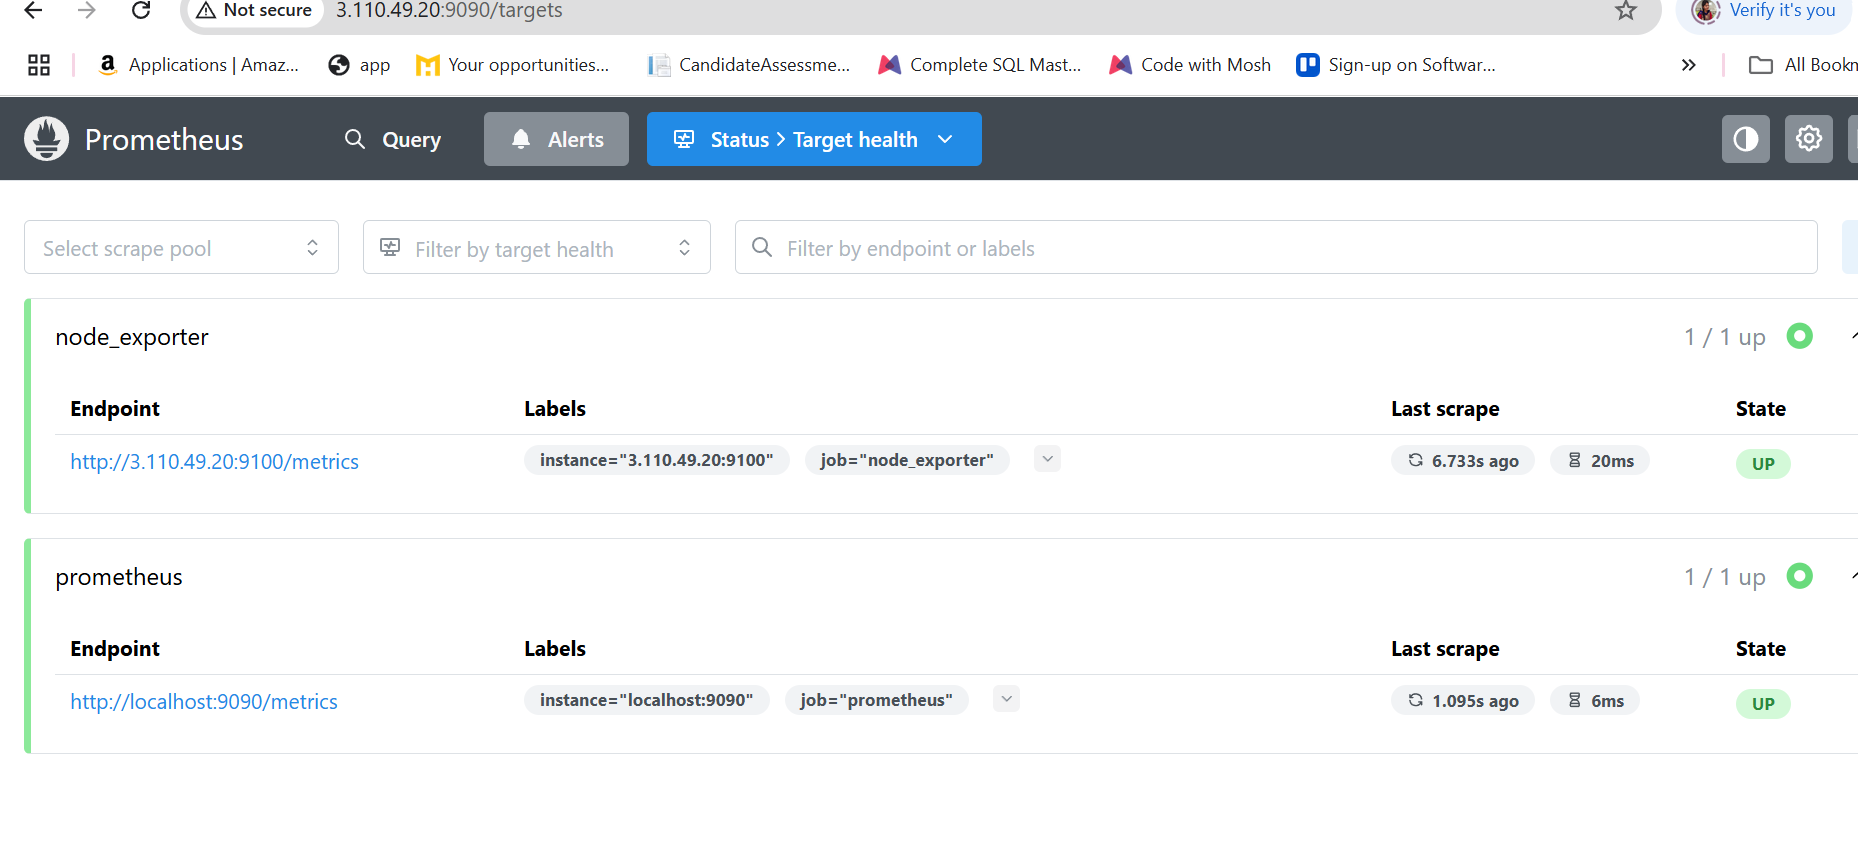 Not secure 3.110.49.20:9090/targets Verify it's you
Applications | Amaz... app Your opportunities... CandidateAssessme... Complete SQL Mast... Code with Mosh Sign-up on Softwar... » All Bookm
Prometheus Query Alerts Status > Target health
Select scrape pool Filter by target health Filter by endpoint or labels
node_exporter 1 / 1 up
Endpoint Labels Last scrape State
http://3.110.49.20:9100/metrics instance="3.110.49.20:9100" job="node_exporter" 6.733s ago 20ms UP
prometheus 1 / 1 up
Endpoint Labels Last scrape State
http://localhost:9090/metrics instance="localhost:9090" job="prometheus" 1.095s ago 6ms UP